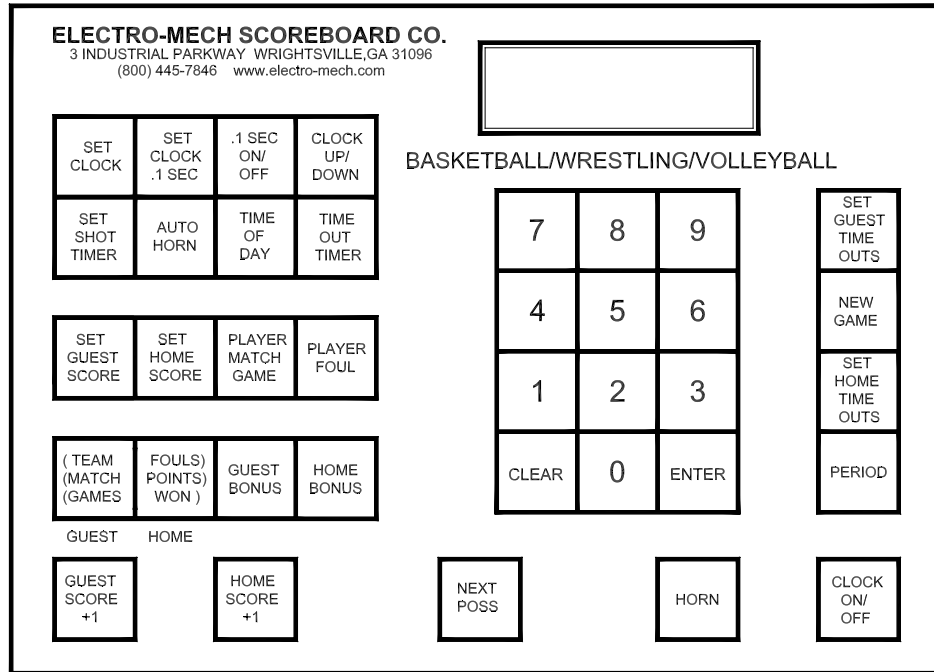 ELECTRO-MECH SCOREBOARD CO.
3 INDUSTRIAL PARKWAY WRIGHTSVILLE,GA 31096
(800) 445-7846 www.electro-mech.com
SET
CLOCK
SET
CLOCK
.1 SEC
.1 SEC
ON/
OFF
CLOCK
UP/
DOWN
SET
SHOT
TIMER
AUTO
HORN
TIME
OF
DAY
TIME
OUT
TIMER
SET
GUEST
SCORE
SET
HOME
SCORE
PLAYER
MATCH
GAME
PLAYER
FOUL
( TEAM
(MATCH
(GAMES
FOULS)
POINTS)
WON )
GUEST
BONUS
HOME
BONUS
GUEST
HOME
GUEST
SCORE
+1
HOME
SCORE
+1
BASKETBALL/WRESTLING/VOLLEYBALL
7
8
9
4
5
6
1
2
3
CLEAR
0
ENTER
SET
GUEST
TIME
OUTS
NEW
GAME
SET
HOME
TIME
OUTS
PERIOD
NEXT
POSS
HORN
CLOCK
ON/
OFF